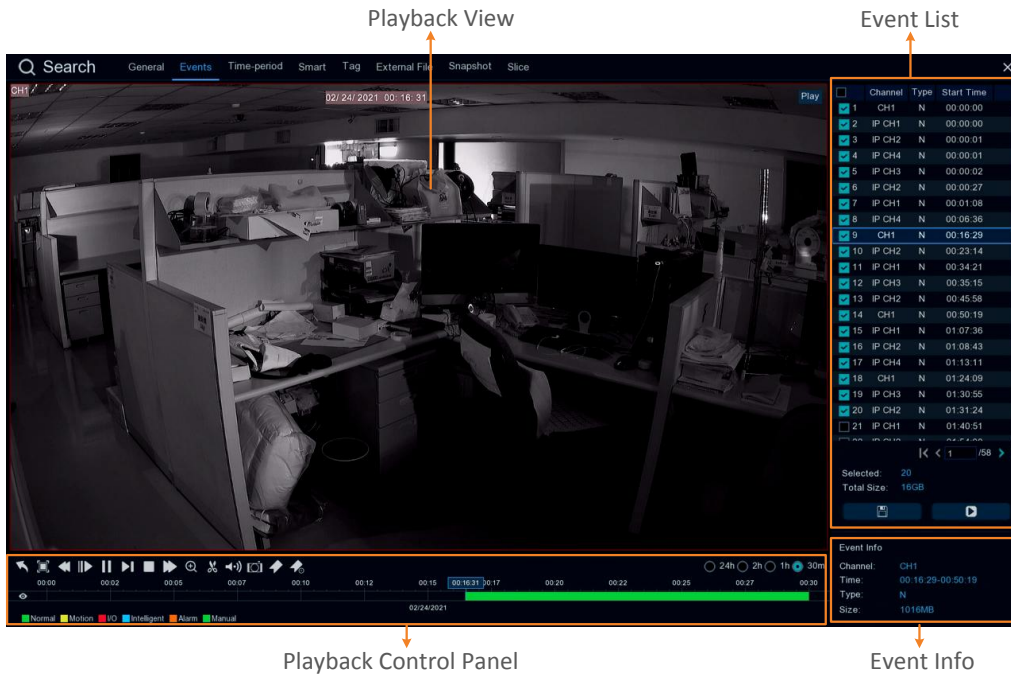 Playback View
Event List
Search General Events Time-period Smart Tag External File Snapshot Slice
CH1
02/24/2021 00:16:31
Play
Channel Type Start Time
1 CH1 N 00:00:00
2 IP CH1 N 00:00:00
3 IP CH2 N 00:00:01
4 IP CH4 N 00:00:01
5 IP CH3 N 00:00:02
6 IP CH2 N 00:00:27
7 IP CH1 N 00:01:08
8 IP CH4 N 00:06:36
9 CH1 N 00:16:29
10 IP CH2 N 00:23:14
11 IP CH1 N 00:34:21
12 IP CH3 N 00:35:15
13 IP CH2 N 00:45:58
14 CH1 N 00:50:19
15 IP CH1 N 01:07:36
16 IP CH2 N 01:08:43
17 IP CH4 N 01:13:11
18 CH1 N 01:24:09
19 IP CH3 N 01:30:55
20 IP CH2 N 01:31:24
21 IP CH1 N 01:40:51
1 /58
Selected: 20
Total Size: 16GB
Event Info
Channel: CH1
Time: 00:16:29-00:50:19
Type: N
Size: 1016MB
24h 2h 1h 30m
00:00 00:02 00:05 00:07 00:10 00:12 00:15 00:16:31 00:17 00:20 00:22 00:25 00:27 00:30
02/24/2021
Normal Motion I/O Intelligent Alarm Manual
Playback Control Panel
Event Info